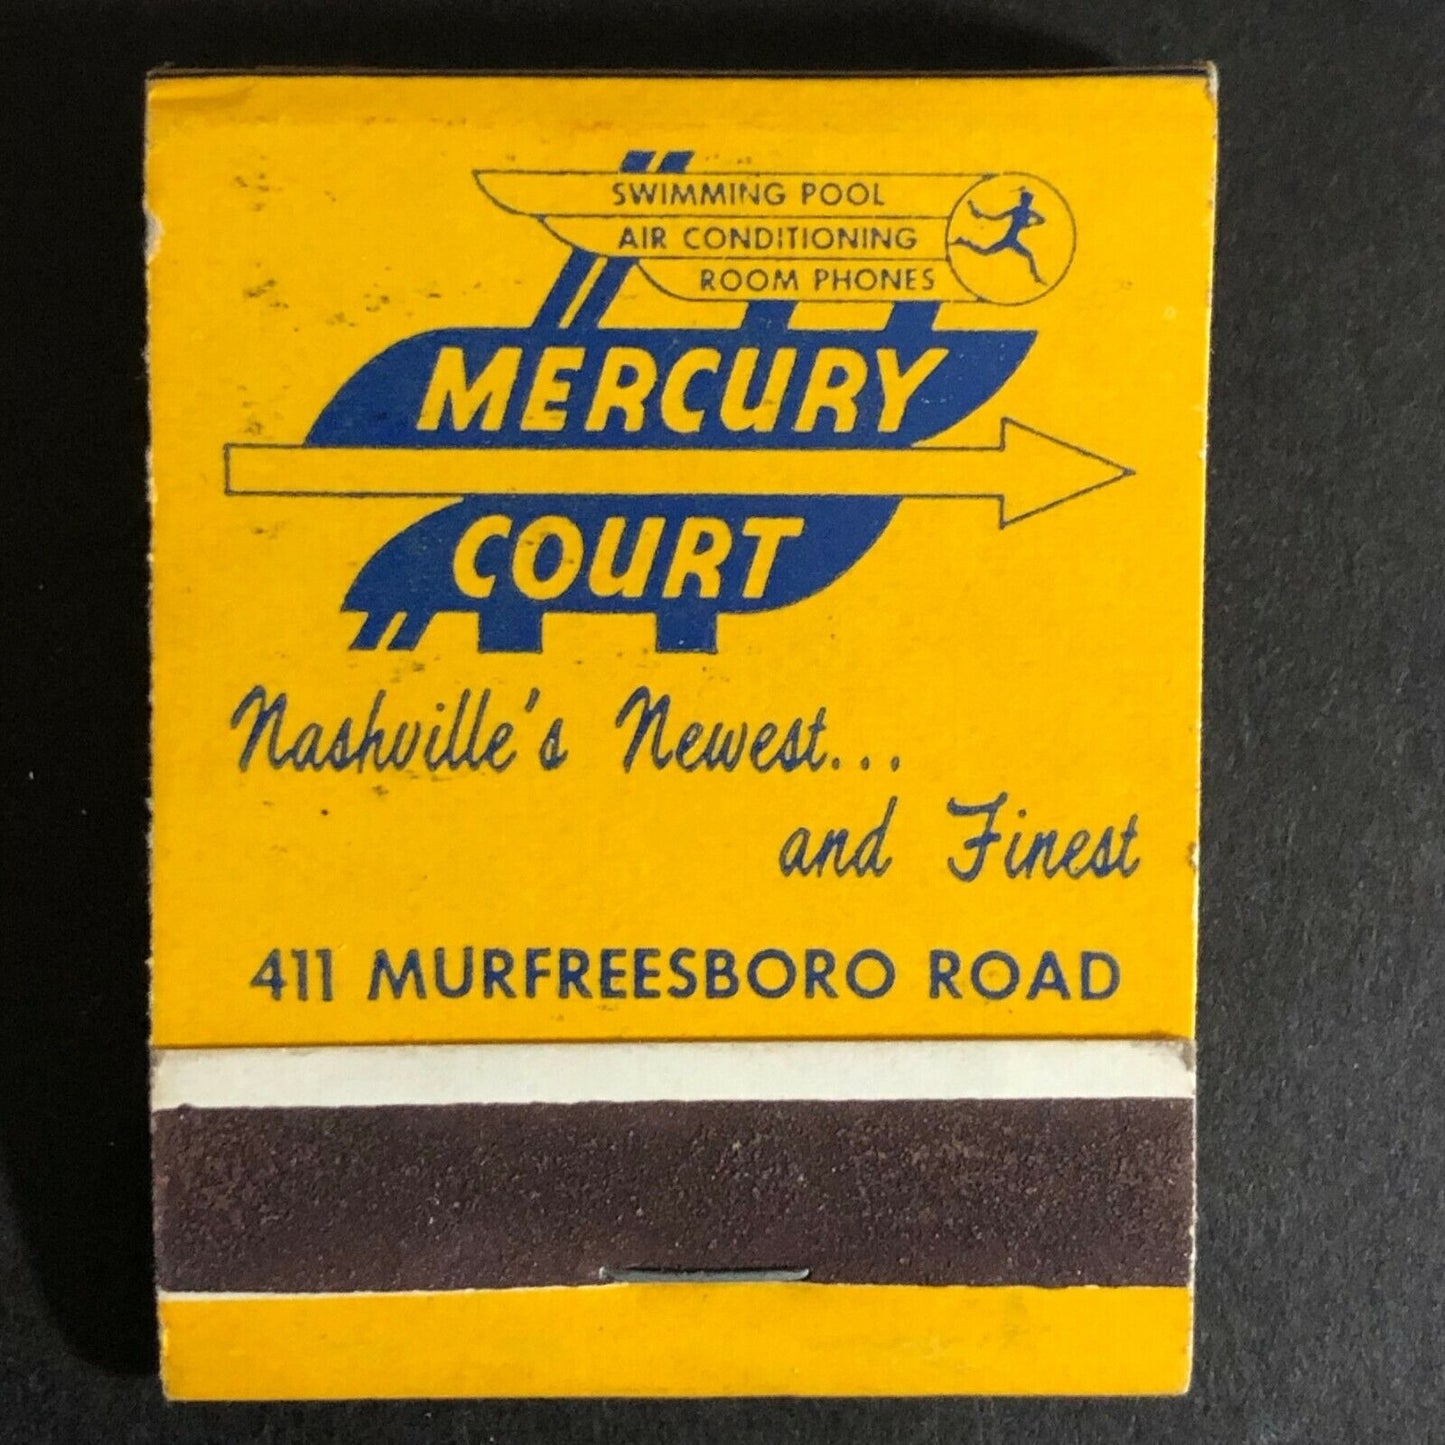 SWIMMING POOL
AIR CONDITIONING
ROOM PHONES
MERCURY
COURT
Nashville's Newest...
and Finest
411 MURFREESBORO ROAD